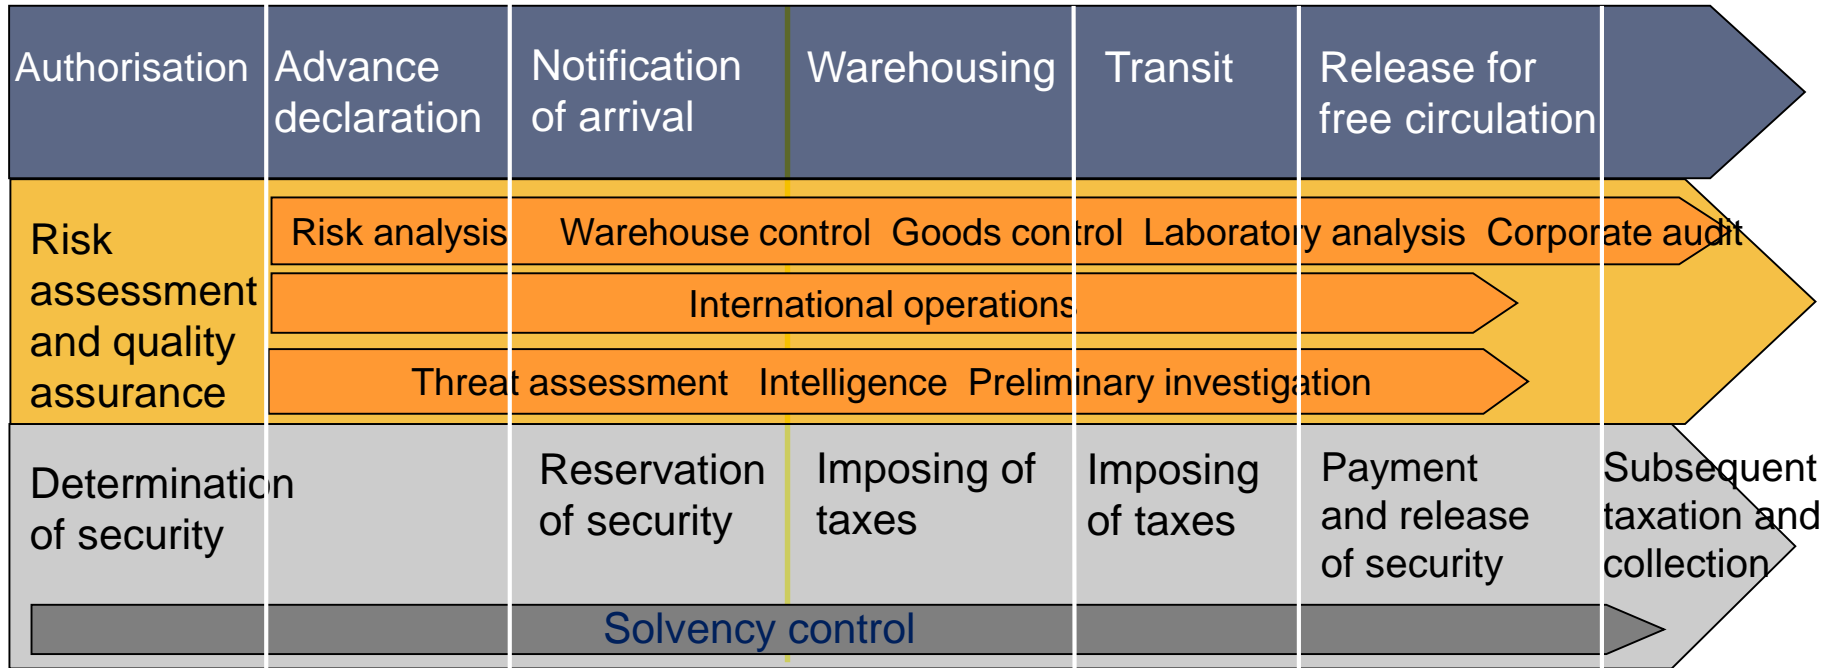 Authorisation
Advance
declaration
Notification
of arrival
Warehousing
Transit
Release for
free circulation
Risk
assessment
and quality
assurance
Risk analysis Warehouse control Goods control Laboratory analysis Corporate audit
International operations
Threat assessment Intelligence Preliminary investigation
Determination
of security
Reservation
of security
Imposing of
taxes
Imposing
of taxes
Payment
and release
of security
Subsequent
taxation and
collection
Solvency control